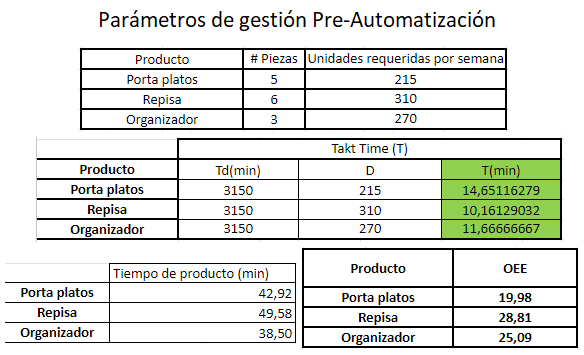 Parámetros de gestión Pre-Automatización
Producto # Piezas Unidades requeridas por semana
Porta platos 5 215
Repisa 6 310
Organizador 3 270
Takt Time (T)
Producto Td(min) D T(min)
Porta platos 3150 215 14,65116279
Repisa 3150 310 10,16129032
Organizador 3150 270 11,66666667
Tiempo de producto (min)
Porta platos 42,92
Repisa 49,58
Organizador 38,50
Producto OEE
Porta platos 19,98
Repisa 28,81
Organizador 25,09